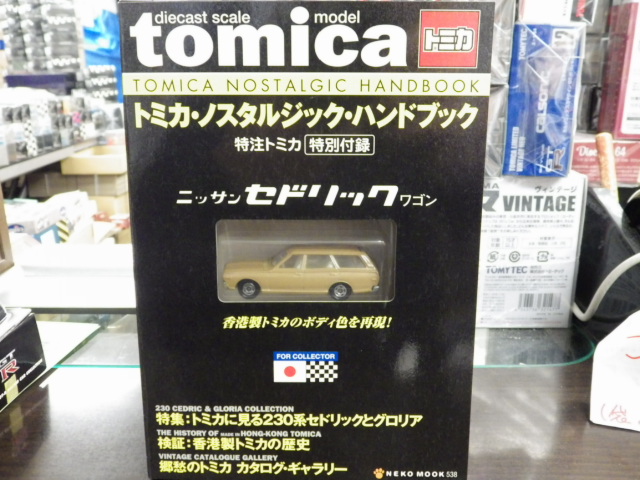 diecast scale model
tomica
トミカ
TOMICA NOSTALGIC HANDBOOK
トミカ・ノスタルジック・ハンドブック
特注トミカ 特別付録
ニッサン セドリック ワゴン
香港製トミカのボディ色を再現!
FOR COLLECTOR
230 CEDRIC & GLORIA COLLECTION
特集:トミカに見る230系セドリックとグロリア
THE HISTORY OF MADE IN HONG-KONG TOMICA
検証:香港製トミカの歴史
VINTAGE CATALOGUE GALLERY
郷愁のトミカ カタログ・ギャラリー
NEKO MOOK 538
TOMYTEC
ヴィンテージ
VINTAGE
TOMYTEC